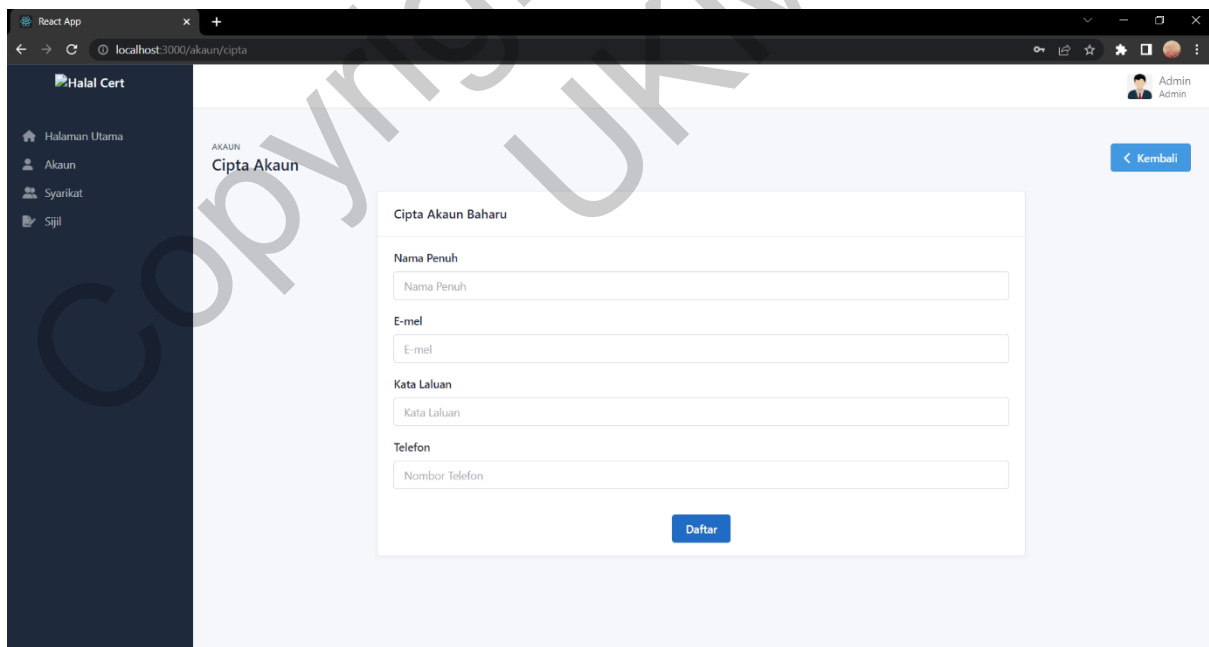 React App
localhost:3000/akaun/cipta
Halal Cert
Admin
Admin
Halaman Utama
Akaun
Syarikat
Sijil
AKAUN
Cipta Akaun
Kembali
Cipta Akaun Baharu
Nama Penuh
Nama Penuh
E-mel
E-mel
Kata Laluan
Kata Laluan
Telefon
Nombor Telefon
Daftar